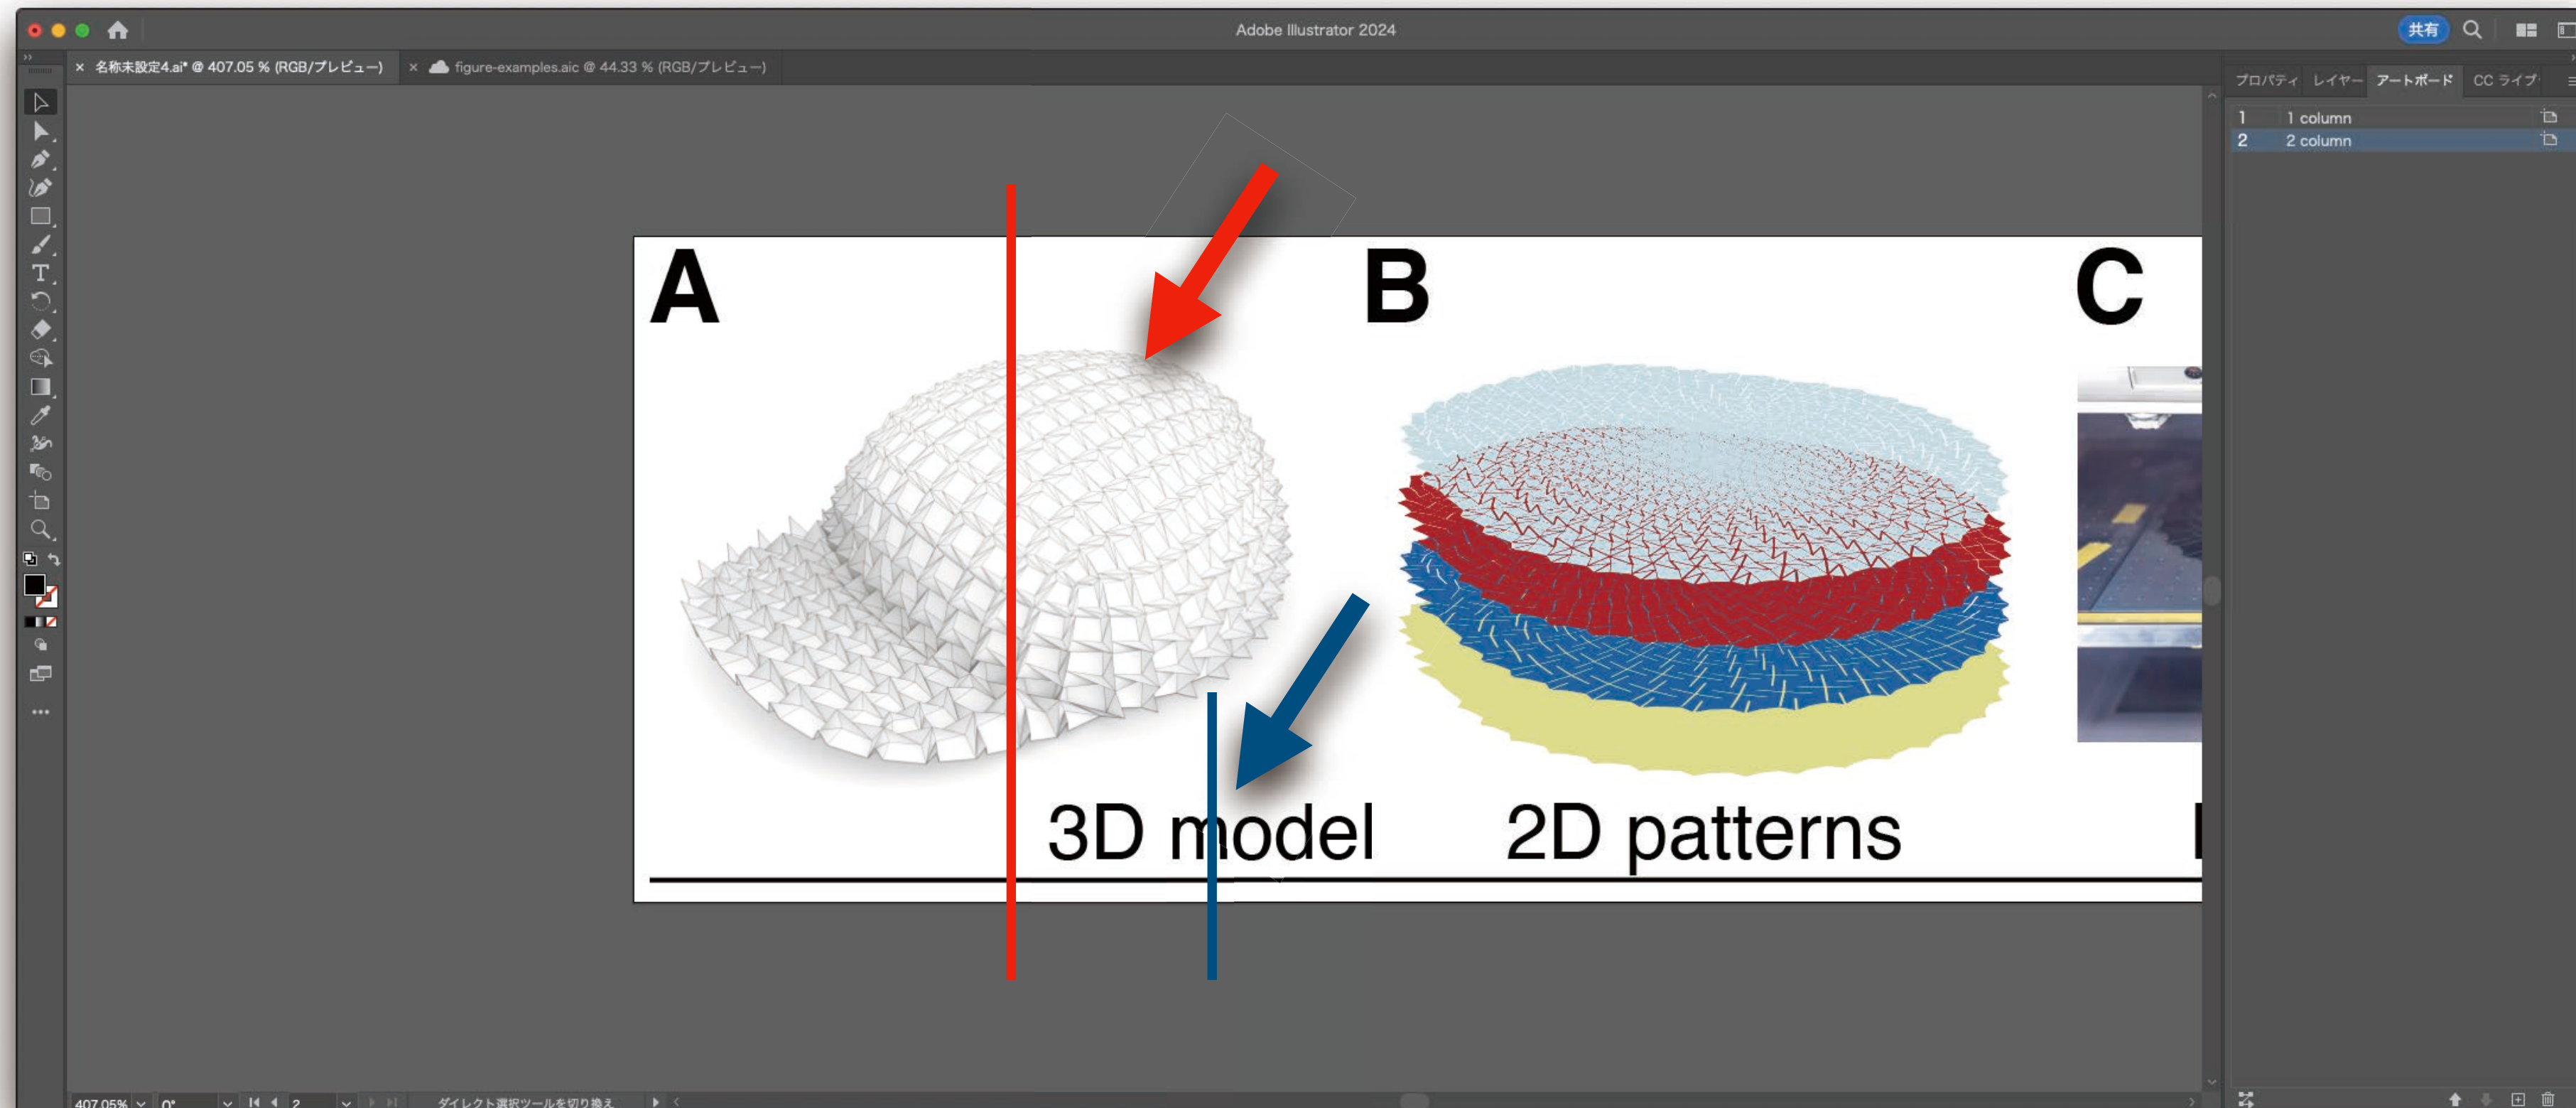 Adobe Illustrator 2024
共有
× 名称未設定4.ai* @ 407.05 % (RGB/プレビュー)
× figure-examples.aic @ 44.33 % (RGB/プレビュー)
プロパティ レイヤー アートボード CC ライブ
1 1 column
2 2 column
A
B
C
3D model
2D patterns
407.05% 0° 2 ダイレクト選択ツールを切り換え